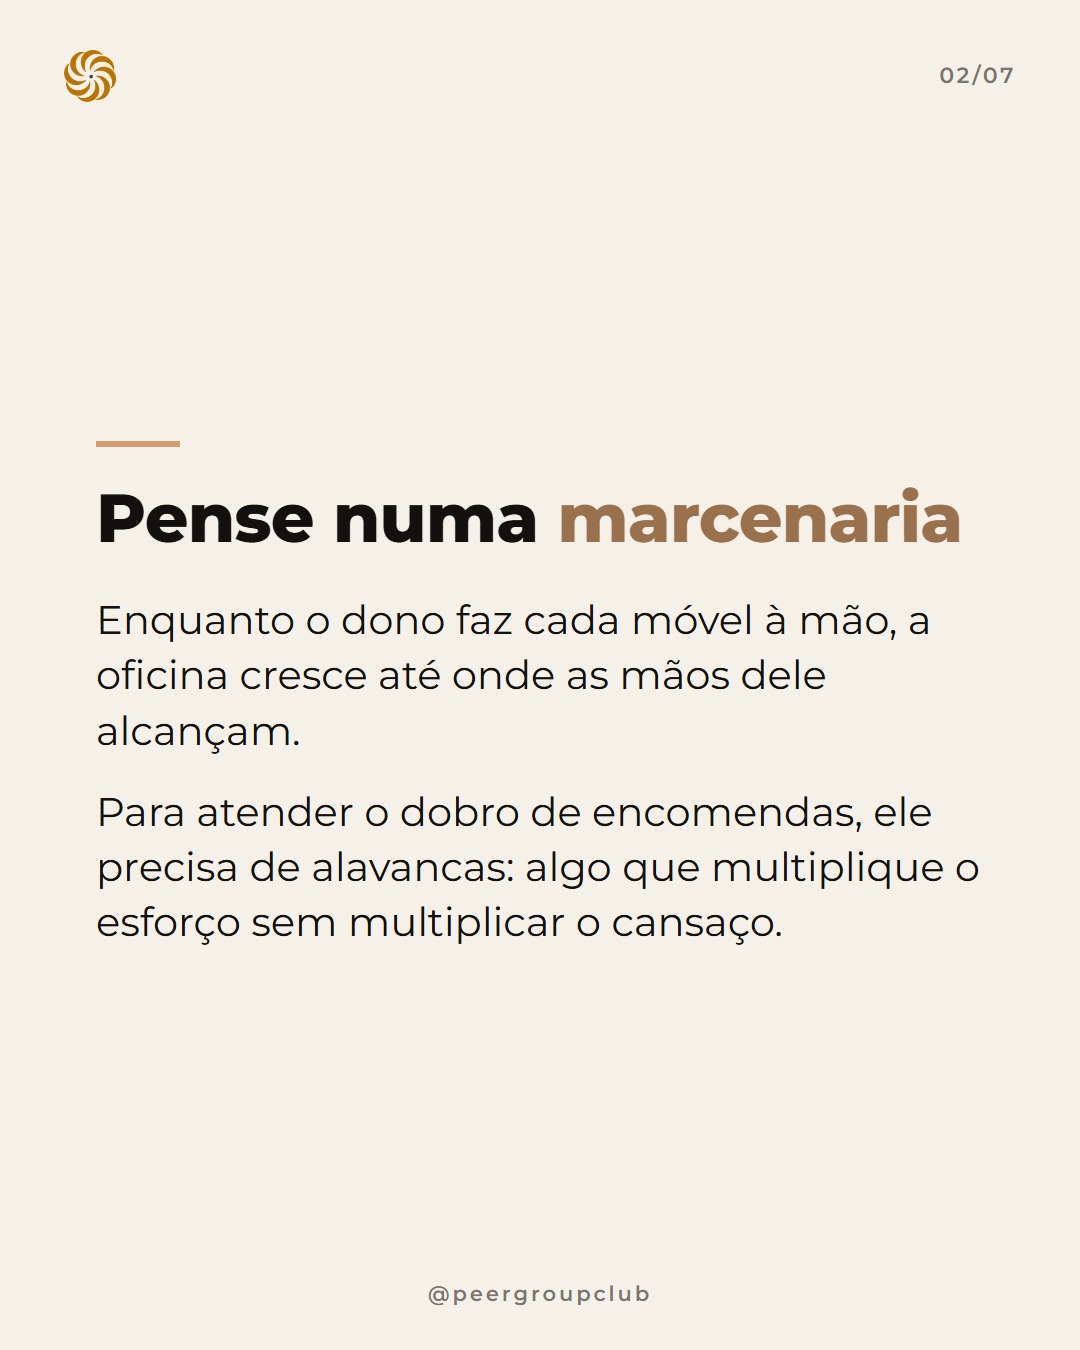 02/07
Pense numa marcenaria
Enquanto o dono faz cada móvel à mão, a
oficina cresce até onde as mãos dele
alcançam.
Para atender o dobro de encomendas, ele
precisa de alavancas: algo que multiplique o
esforço sem multiplicar o cansaço.
@peergroupclub